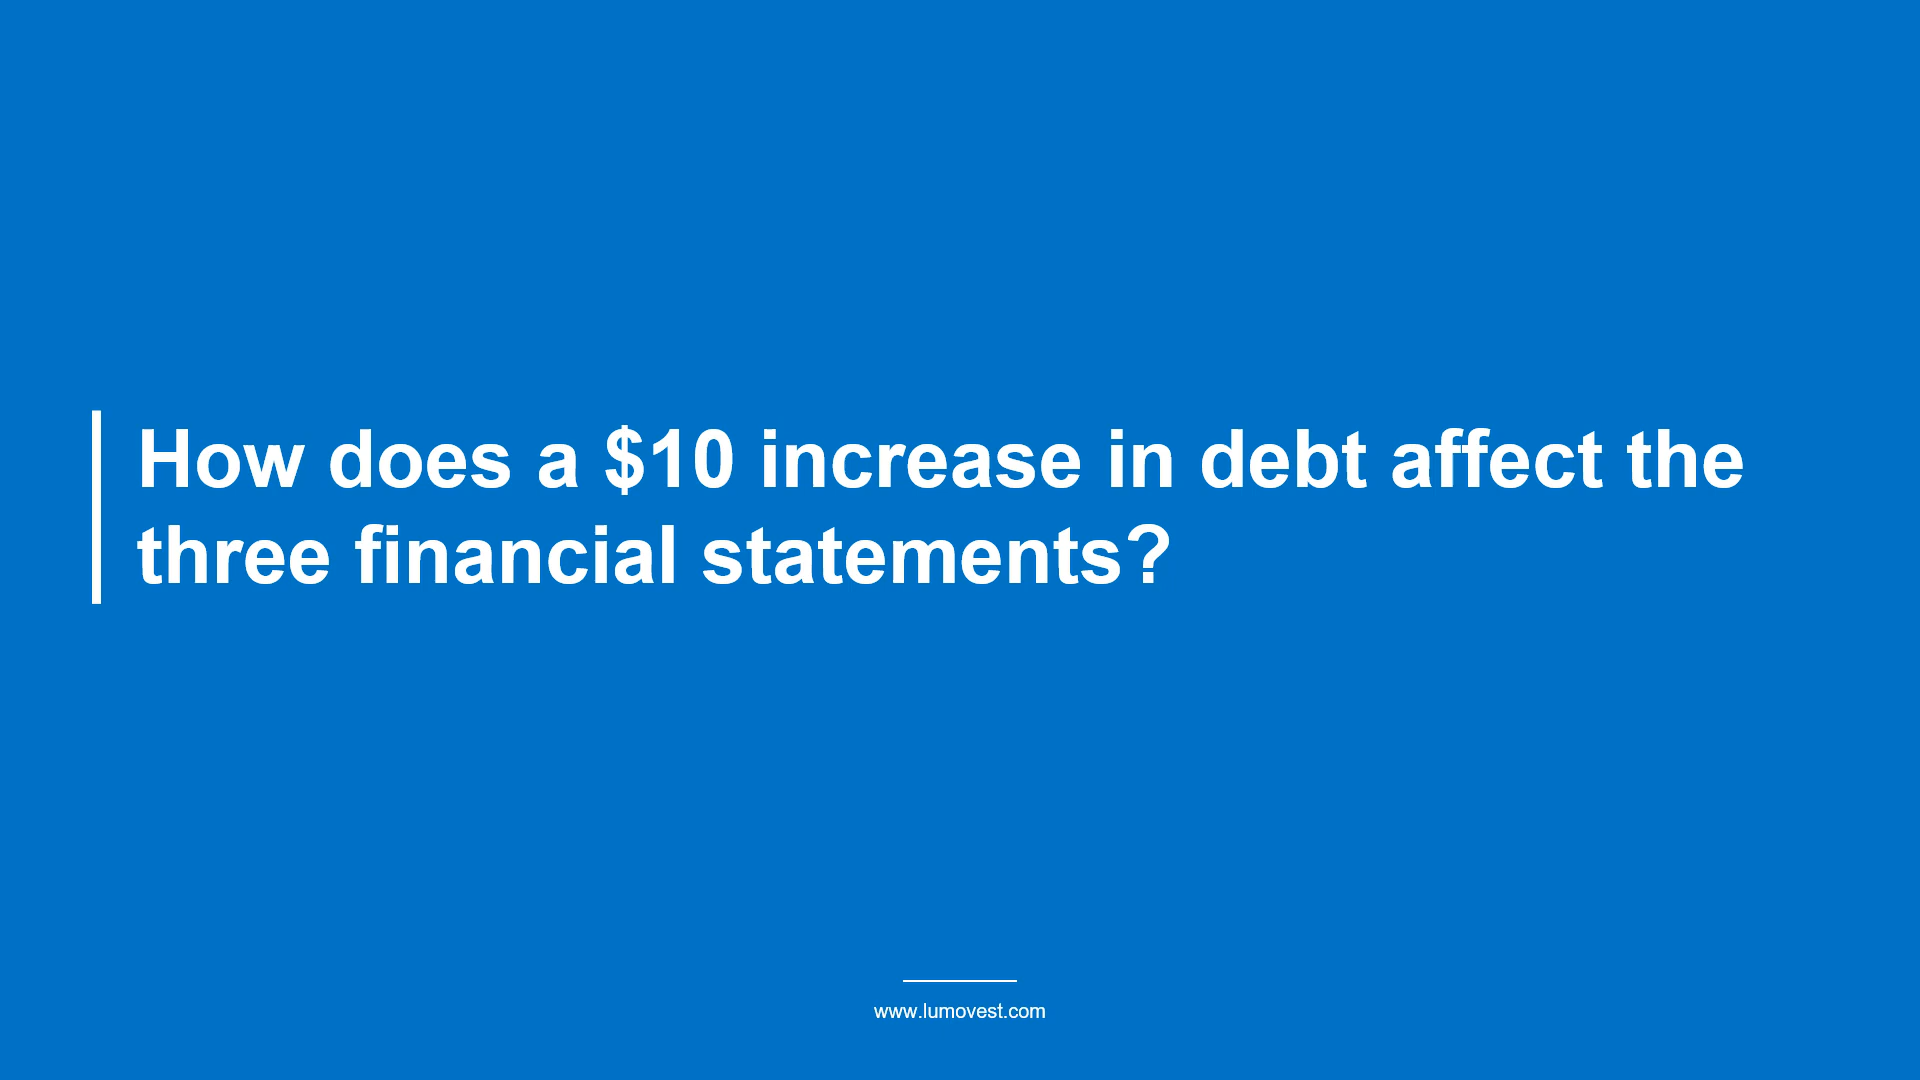 How does a $10 increase in debt affect the
three financial statements?
www.lumovest.com